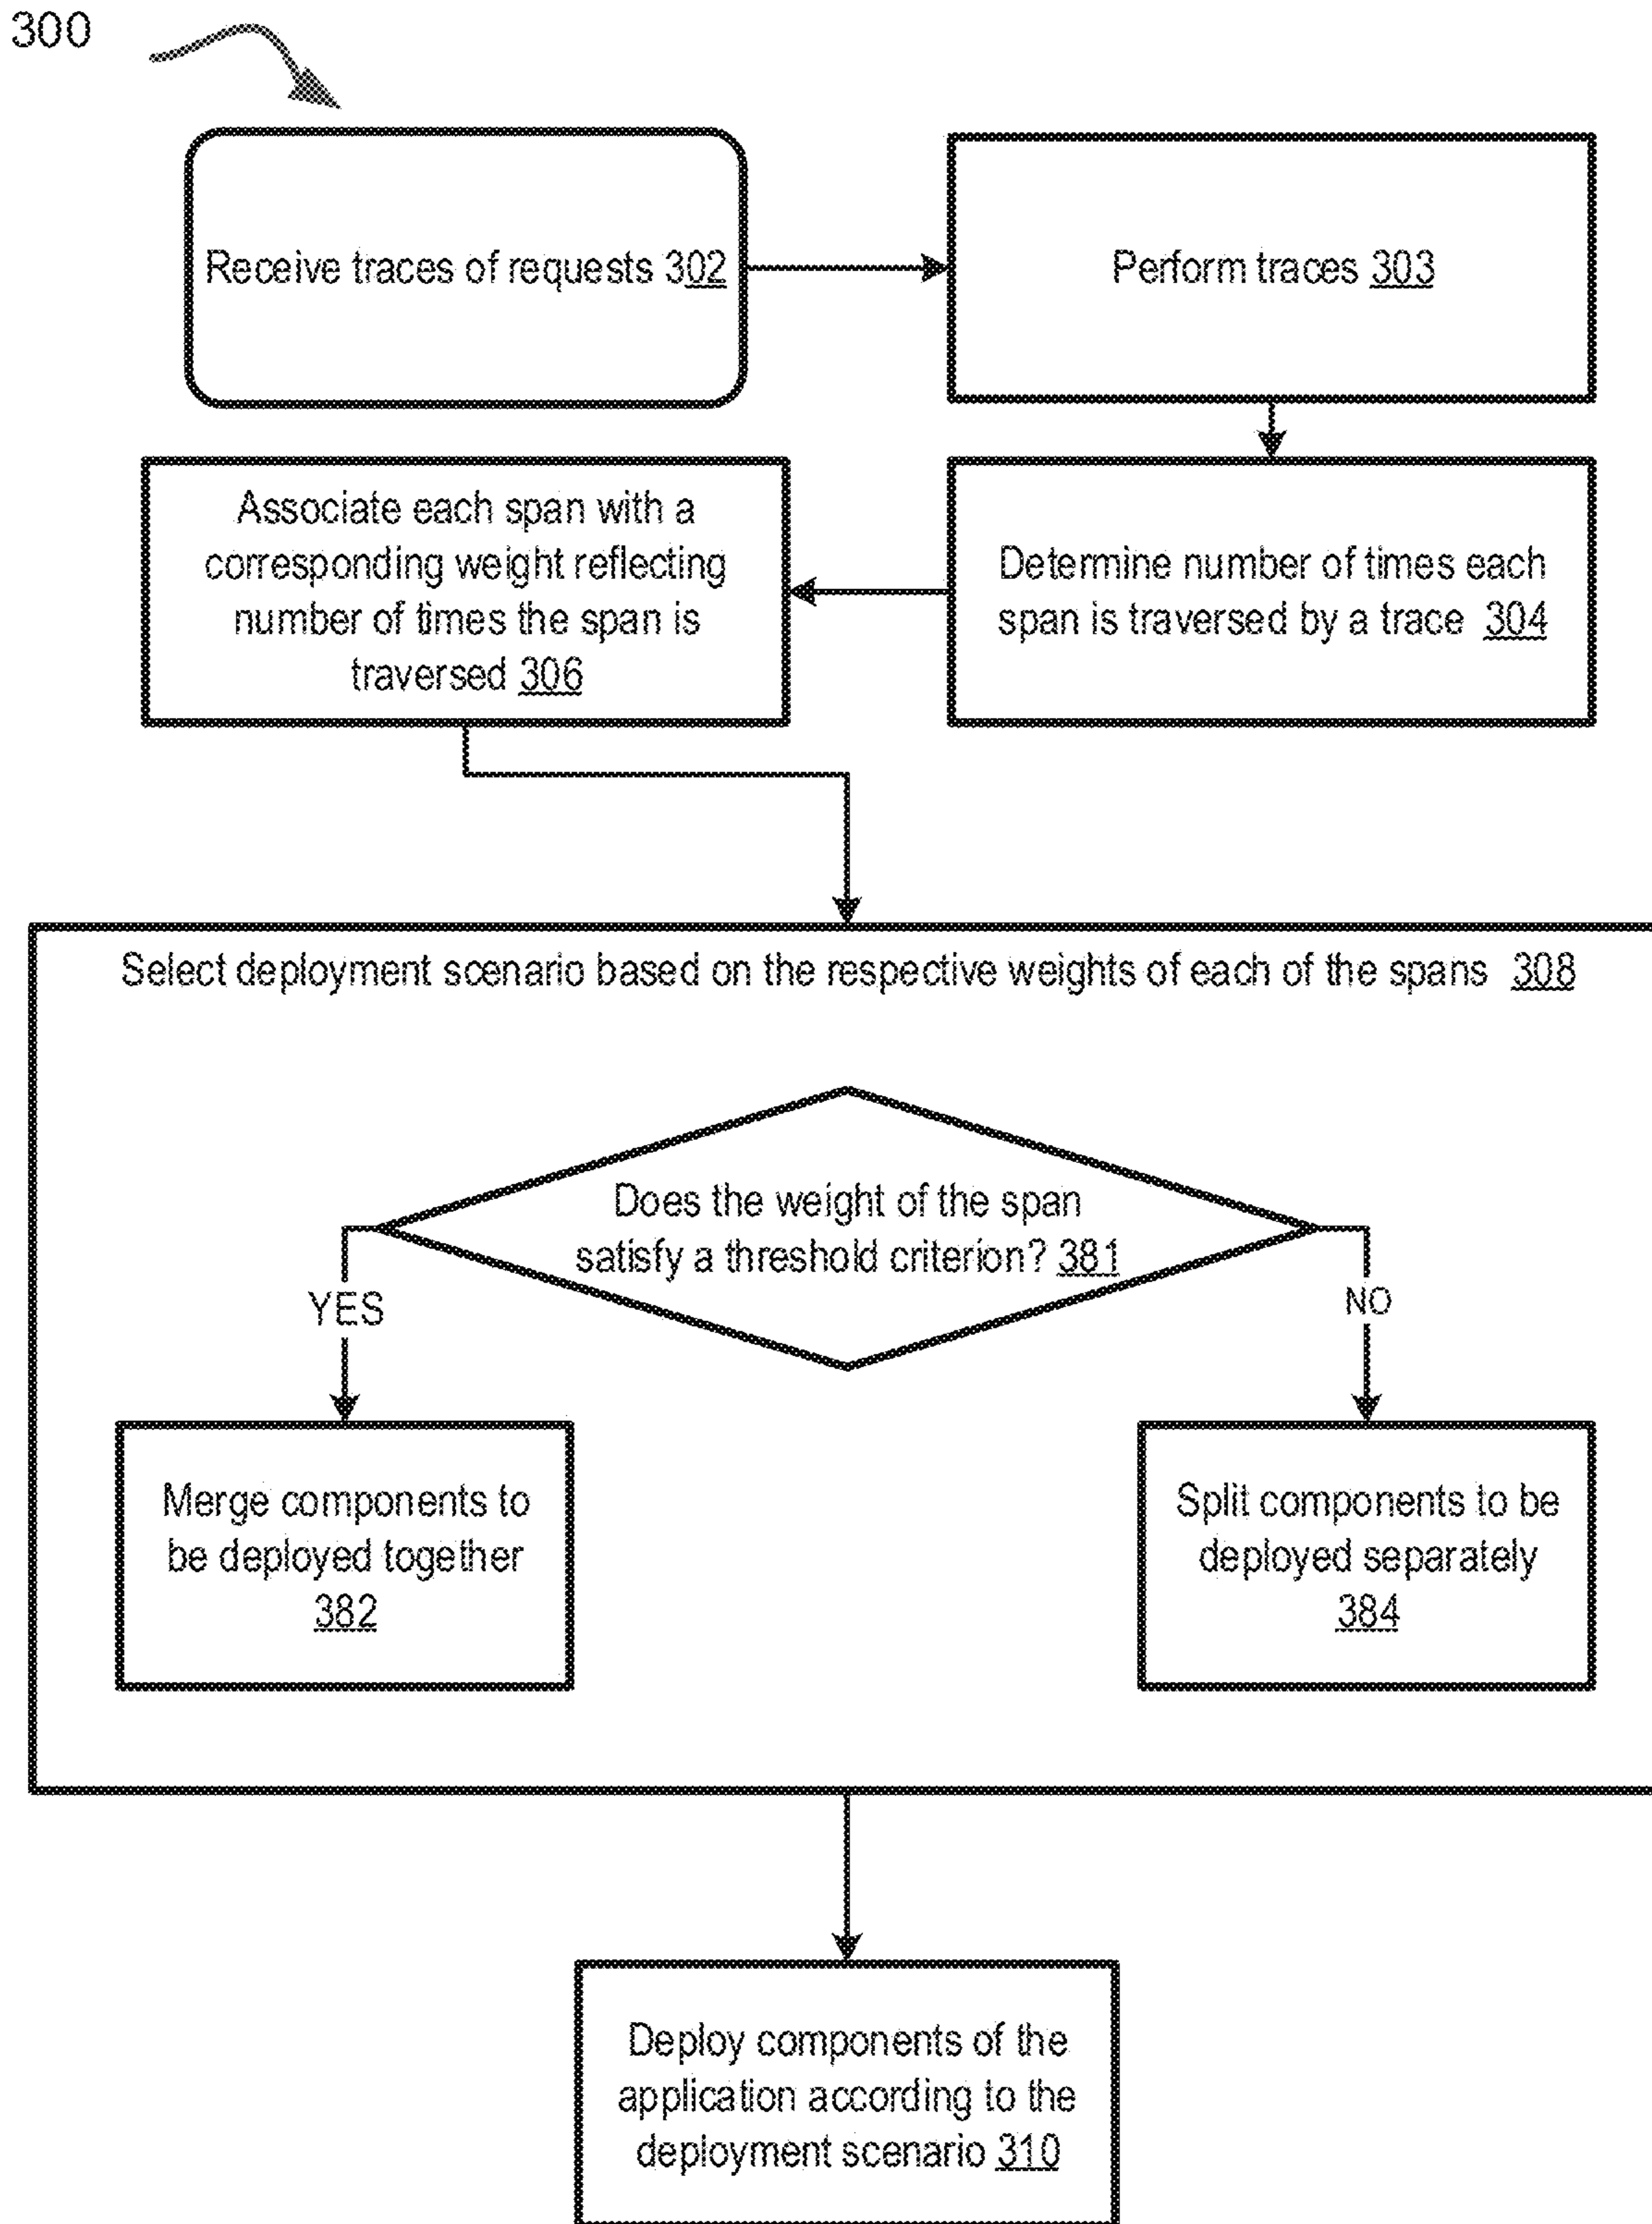 300
Receive traces of requests 302
Perform traces 303
Associate each span with a
corresponding weight reflecting
number of times the span is
traversed 306
Determine number of times each
span is traversed by a trace 304
Select deployment scenario based on the respective weights of each of the spans 308
Does the weight of the span
satisfy a threshold criterion? 381
YES
NO
Merge components to
be deployed together
382
Split components to be
deployed separately
384
Deploy components of the
application according to the
deployment scenario 310